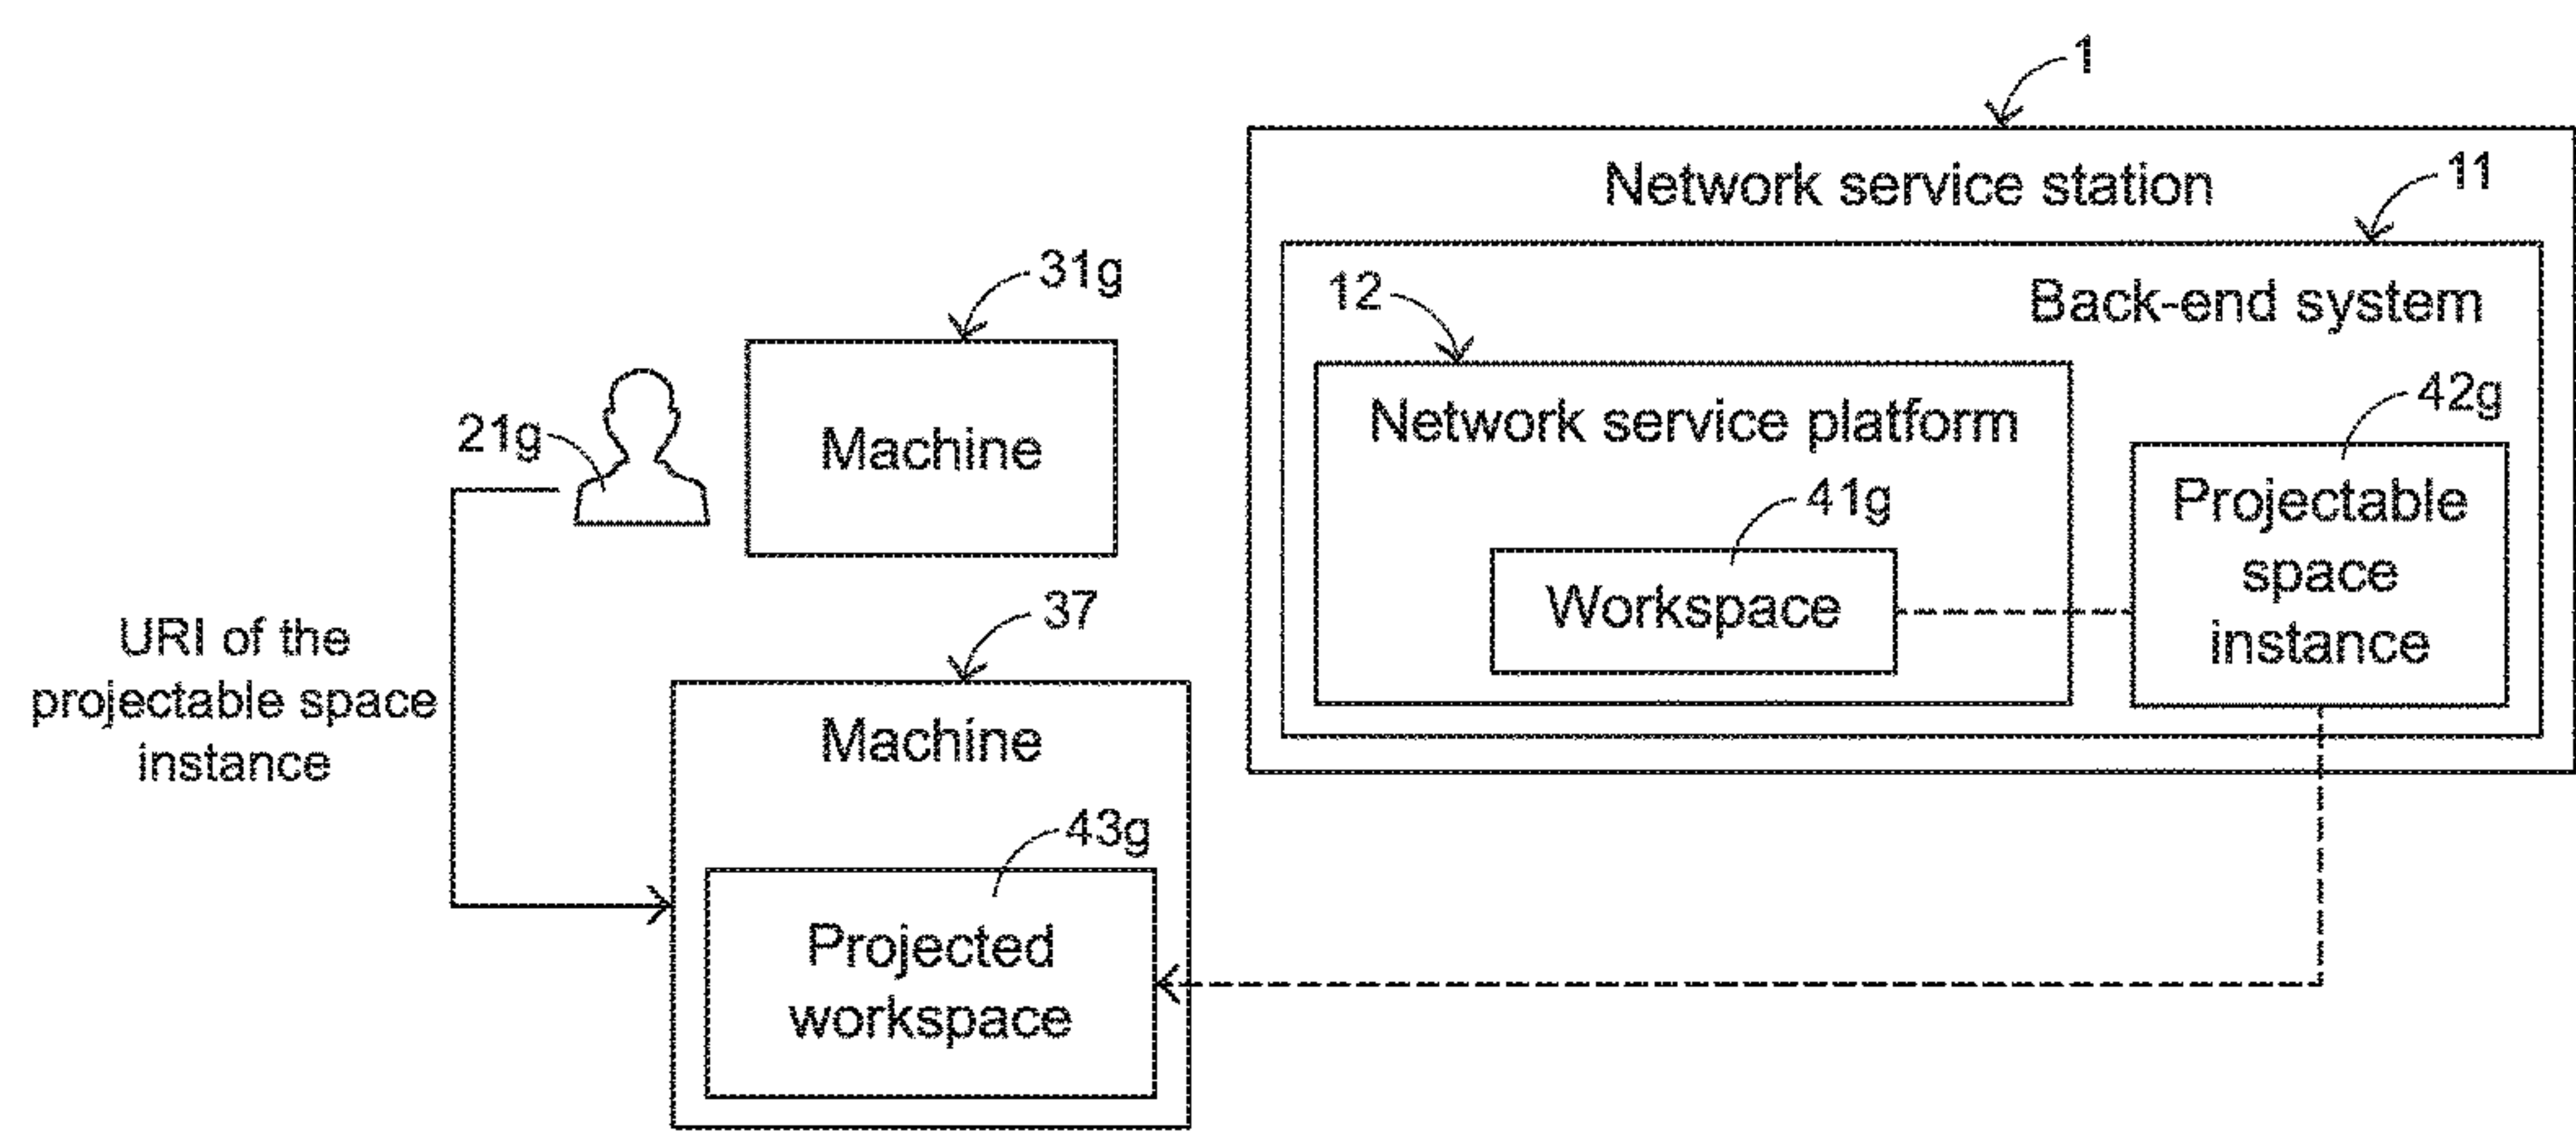 1
Network service station
11
Back-end system
12
Network service platform
42g
Projectable
space
instance
41g
Workspace
31g
Machine
21g
URI of the
projectable space
instance
37
Machine
43g
Projected
workspace